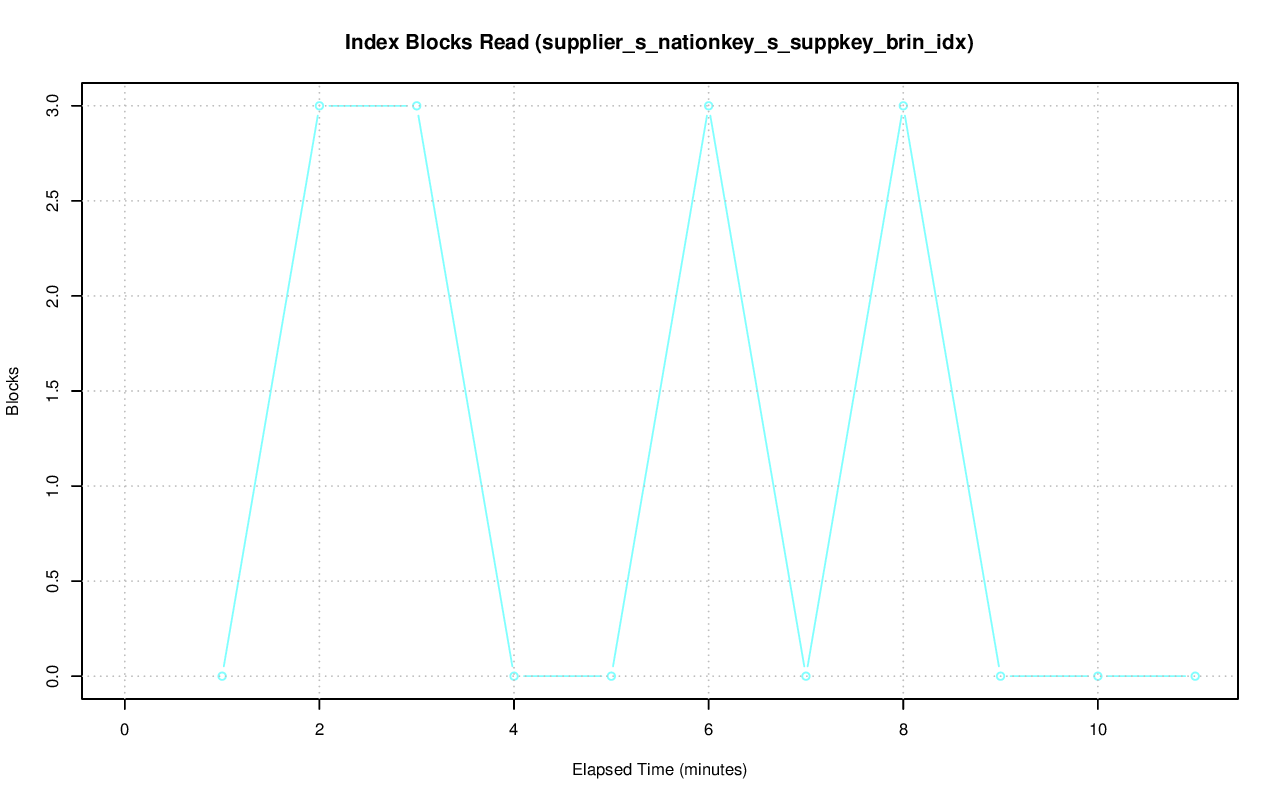 Index Blocks Read (supplier_s_nationkey_s_suppkey_brin_idx)
Blocks
3.0
2.5
2.0
1.5
1.0
0.5
0.0
0 2 4 6 8 10
Elapsed Time (minutes)